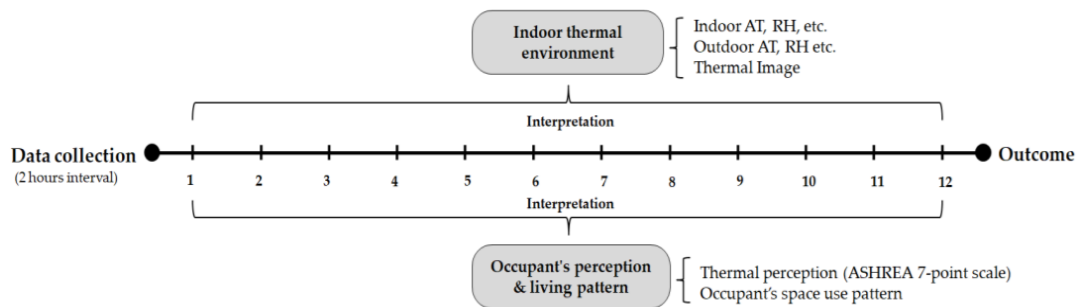 Indoor thermal
environment
Indoor AT, RH, etc.
Outdoor AT, RH etc.
Thermal Image
Interpretation
Data collection
(2 hours interval)
Outcome
1 2 3 4 5 6 7 8 9 10 11 12
Interpretation
Occupant's perception
& living pattern
Thermal perception (ASHREA 7-point scale)
Occupant's space use pattern